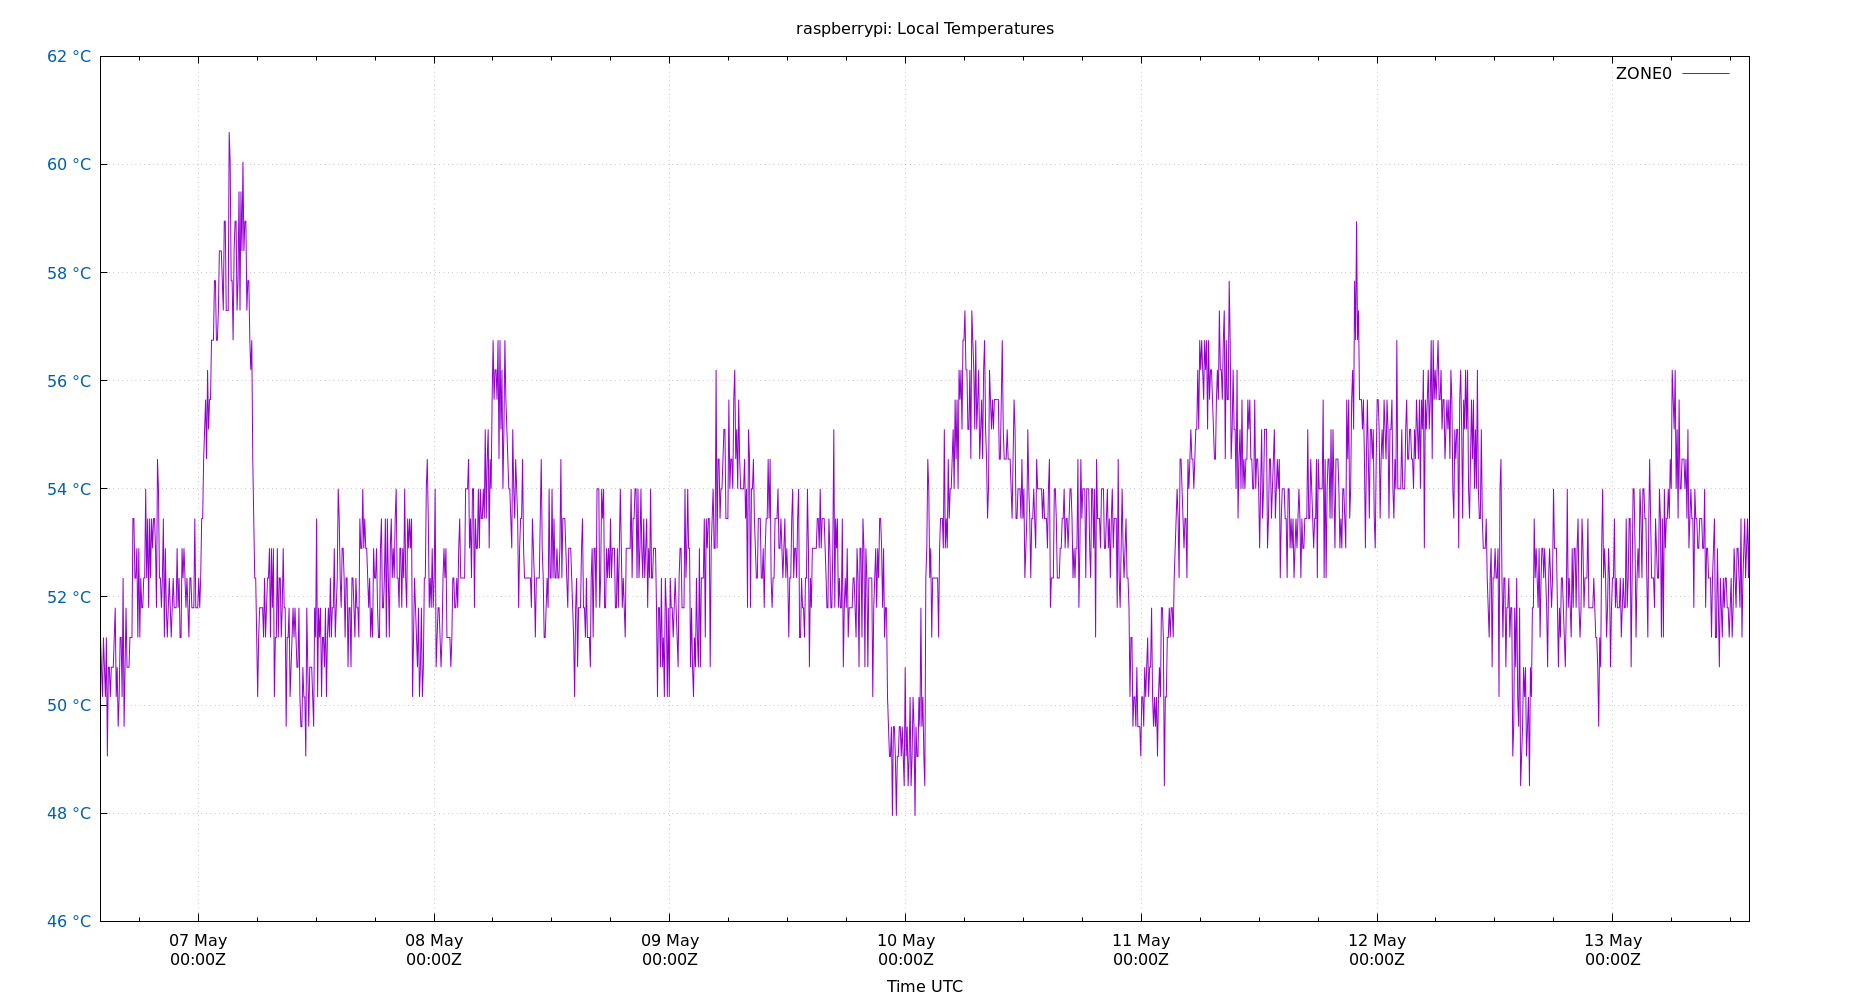 raspberrypi: Local Temperatures
62 °C
ZONE0
60 °C
58 °C
56 °C
54 °C
52 °C
50 °C
48 °C
46 °C
07 May 08 May 09 May 10 May 11 May 12 May 13 May
00:00Z 00:00Z 00:00Z 00:00Z 00:00Z 00:00Z 00:00Z
Time UTC